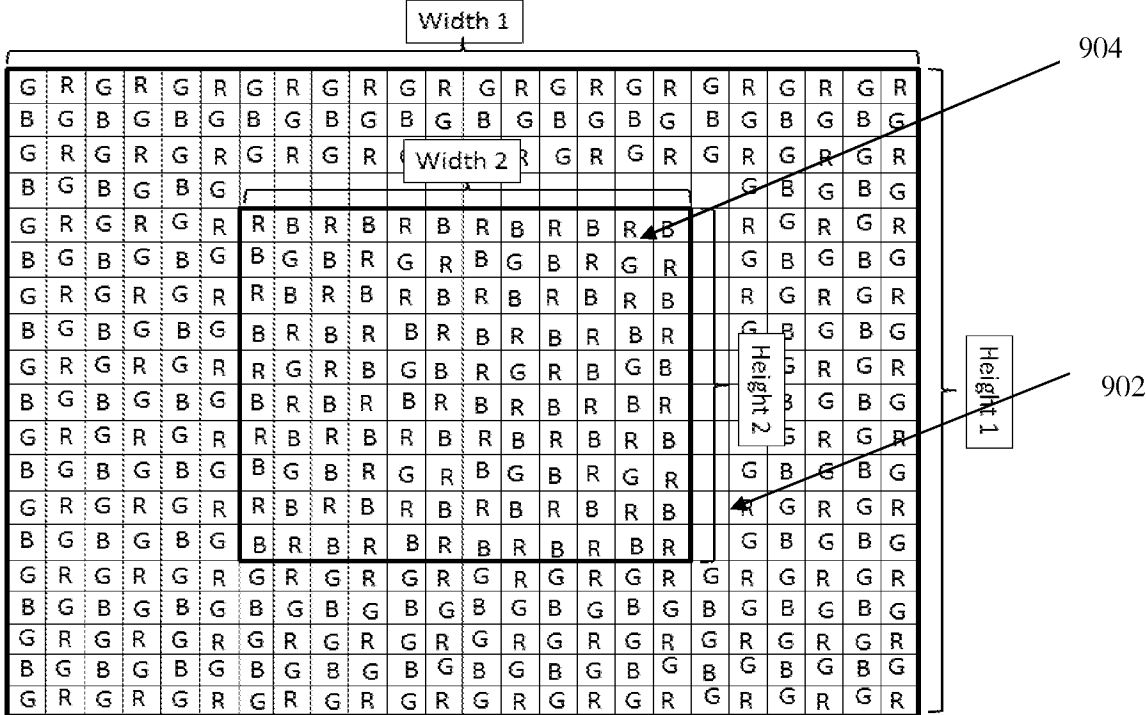 Width 1
904
G R G R G R G R G R G R G R G R G R G R G R G R
B G B G B G B G B G B G B G B G B G B G B G B G
G R G R G R G R G R Width 2 R G R G R G R G R G R
B G B G B G G B G B G
G R G R G R R B R B R B R B R B R B R G R G R
B G B G B G B G B R G R B G B R G R G B G B G
G R G R G R R B R B R B R B R B R B R G R G R
B G B G B G B R B R B R B R B R B R G B G B G
G R G R G R R G R B G B R G R B G B Height 2 G R G R Height 1
902
B G B G B G B R B R B R B R B R B R B G B G
G R G R G R R B R B R B R B R B R B G R G R
B G B G B G B G B R G R B G B R G R G B G B G
G R G R G R R B R B R B R B R B R B R G R G R
B G B G B G B R B R B R B R B R B R G B G B G
G R G R G R G R G R G R G R G R G R G R G R G R
B G B G B G B G B G B G B G B G B G B G B G B G
G R G R G R G R G R G R G R G R G R G R G R G R
B G B G B G B G B G B G B G B G B G B G B G B G
G R G R G R G R G R G R G R G R G R G R G R G R